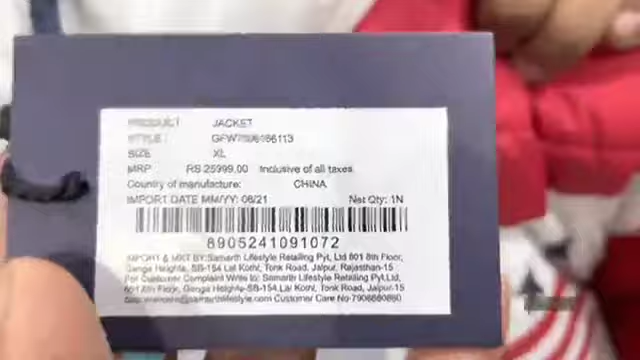 PRODUCT JACKET
STYLE
SIZE XL
MRP RS 25999.00 Inclusive of all taxes
Country of manufacture: CHINA
IMPORT DATE MM/YY: 06/21 Net Qty: 1N
8905241091072
IMPORT & MKT BY:Samarth Lifestyle Retailing Pvt, Ltd 801 8th Floor,
Ganga Heights, SB-154 Lal Kothi, Tonk Road, Jaipur, Rajasthan-15
For Customer Complaint Write to: Samarth Lifestyle Retailing Pvt.Ltd,
801 8th Floor, Ganga Heights-SB-154,Lal Kothi, Tonk Road, Jaipur-15
Customer Care No-